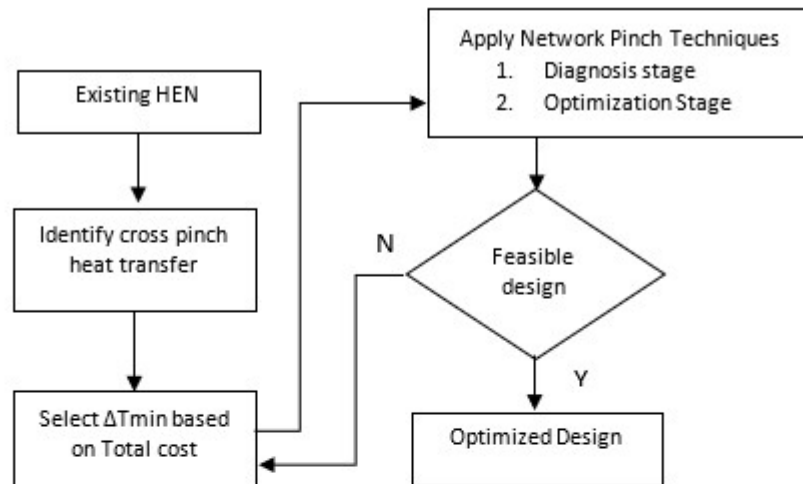 Existing HEN
Identify cross pinch
heat transfer
Select ΔTmin based
on Total cost
Apply Network Pinch Techniques
1. Diagnosis stage
2. Optimization Stage
N
Feasible
design
Y
Optimized Design